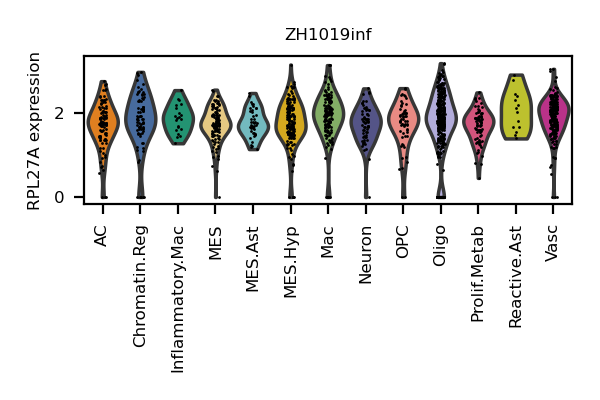 ZH1019inf
RPL27A expression
2
0
AC
Chromatin.Reg
Inflammatory.Mac
MES
MES.Ast
MES.Hyp
Mac
Neuron
OPC
Oligo
Prolif.Metab
Reactive.Ast
Vasc